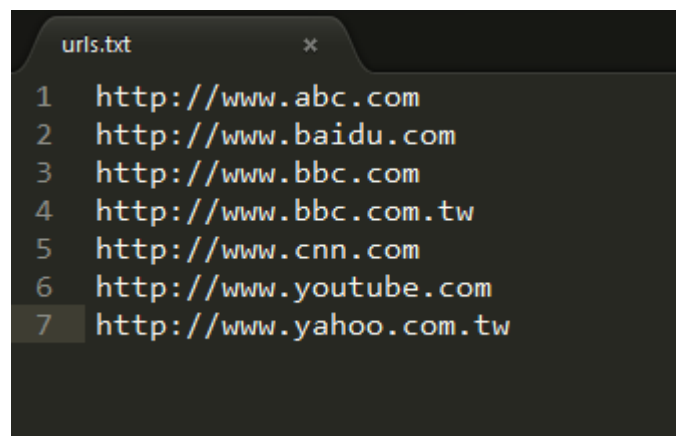 urls.txt ×
1 http://www.abc.com
2 http://www.baidu.com
3 http://www.bbc.com
4 http://www.bbc.com.tw
5 http://www.cnn.com
6 http://www.youtube.com
7 http://www.yahoo.com.tw